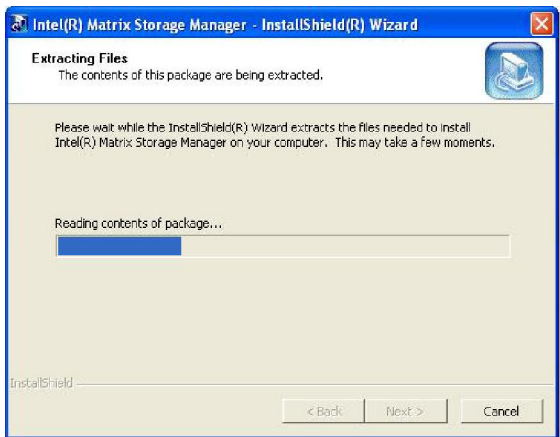 Intel(R) Matrix Storage Manager - InstallShield(R) Wizard
Extracting Files
The contents of this package are being extracted.
Please wait while the InstallShield(R) Wizard extracts the files needed to install
Intel(R) Matrix Storage Manager on your computer.  This may take a few moments.
Reading contents of package...
InstallShield
< Back
Next >
Cancel